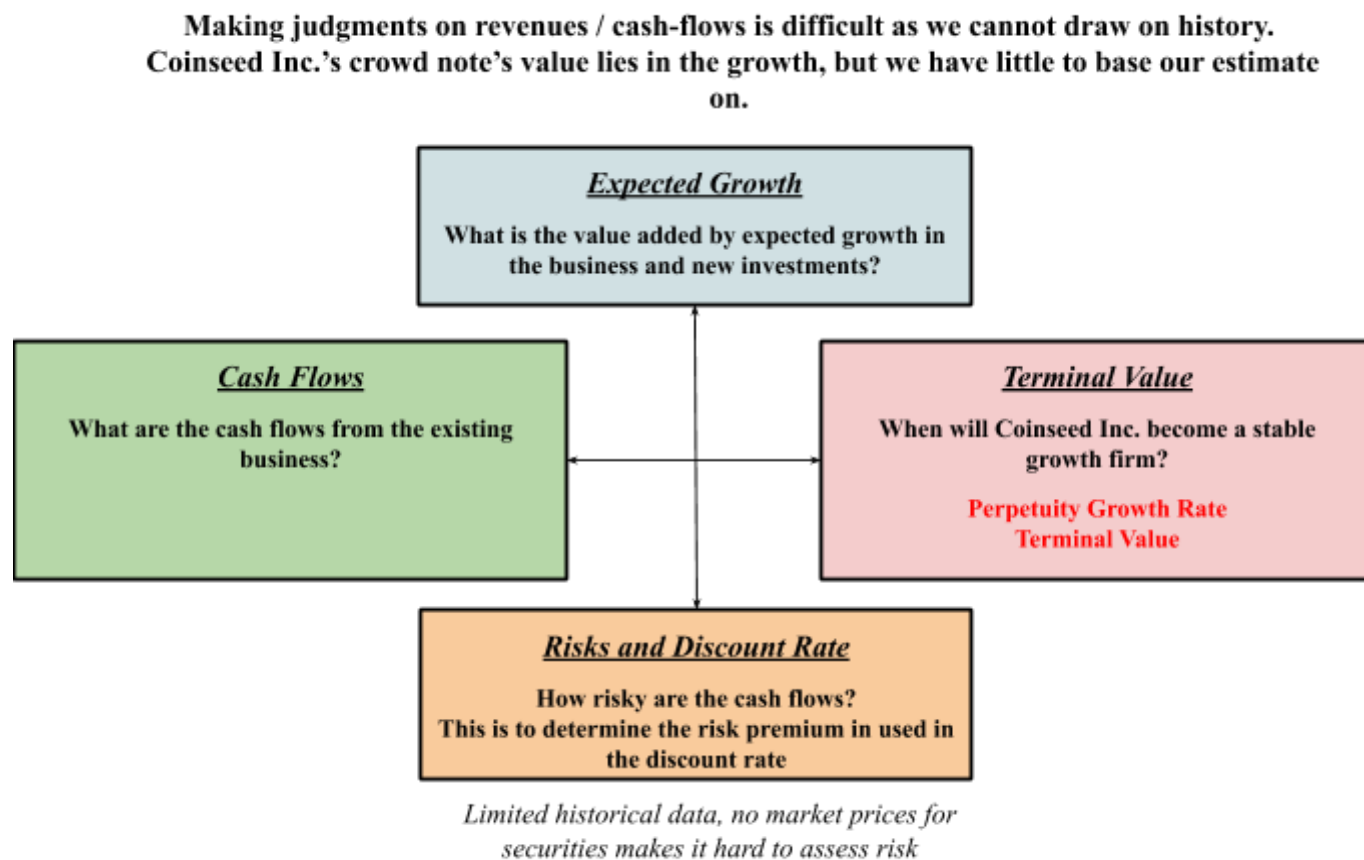 Making judgments on revenues / cash-flows is difficult as we cannot draw on history.
Coinseed Inc.'s crowd note's value lies in the growth, but we have little to base our estimate
on.
Expected Growth
What is the value added by expected growth in
the business and new investments?
Cash Flows
What are the cash flows from the existing
business?
Terminal Value
When will Coinseed Inc. become a stable
growth firm?
Perpetuity Growth Rate
Terminal Value
Risks and Discount Rate
How risky are the cash flows?
This is to determine the risk premium in used in
the discount rate
Limited historical data, no market prices for
securities makes it hard to assess risk